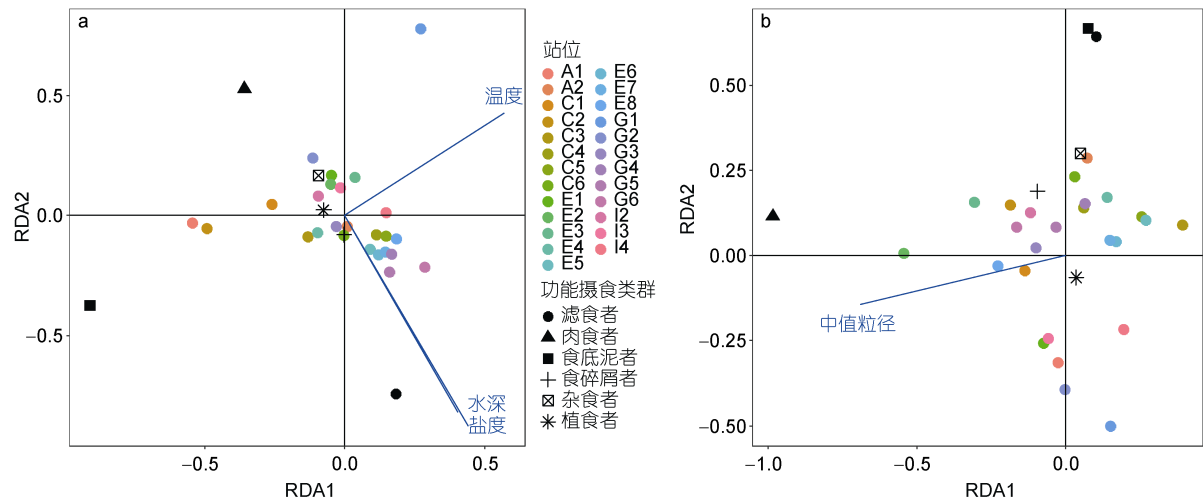 a
0.5
0.0
−0.5
RDA2
−0.5
0.0
0.5
RDA1
温度
水深
盐度
站位
A1
A2
C1
C2
C3
C4
C5
C6
E1
E2
E3
E4
E5
E6
E7
E8
G1
G2
G3
G4
G5
G6
I2
I3
I4
功能摄食类群
滤食者
肉食者
食底泥者
食碎屑者
杂食者
植食者
b
0.50
0.25
0.00
−0.25
−0.50
RDA2
−1.0
−0.5
0.0
RDA1
中值粒径